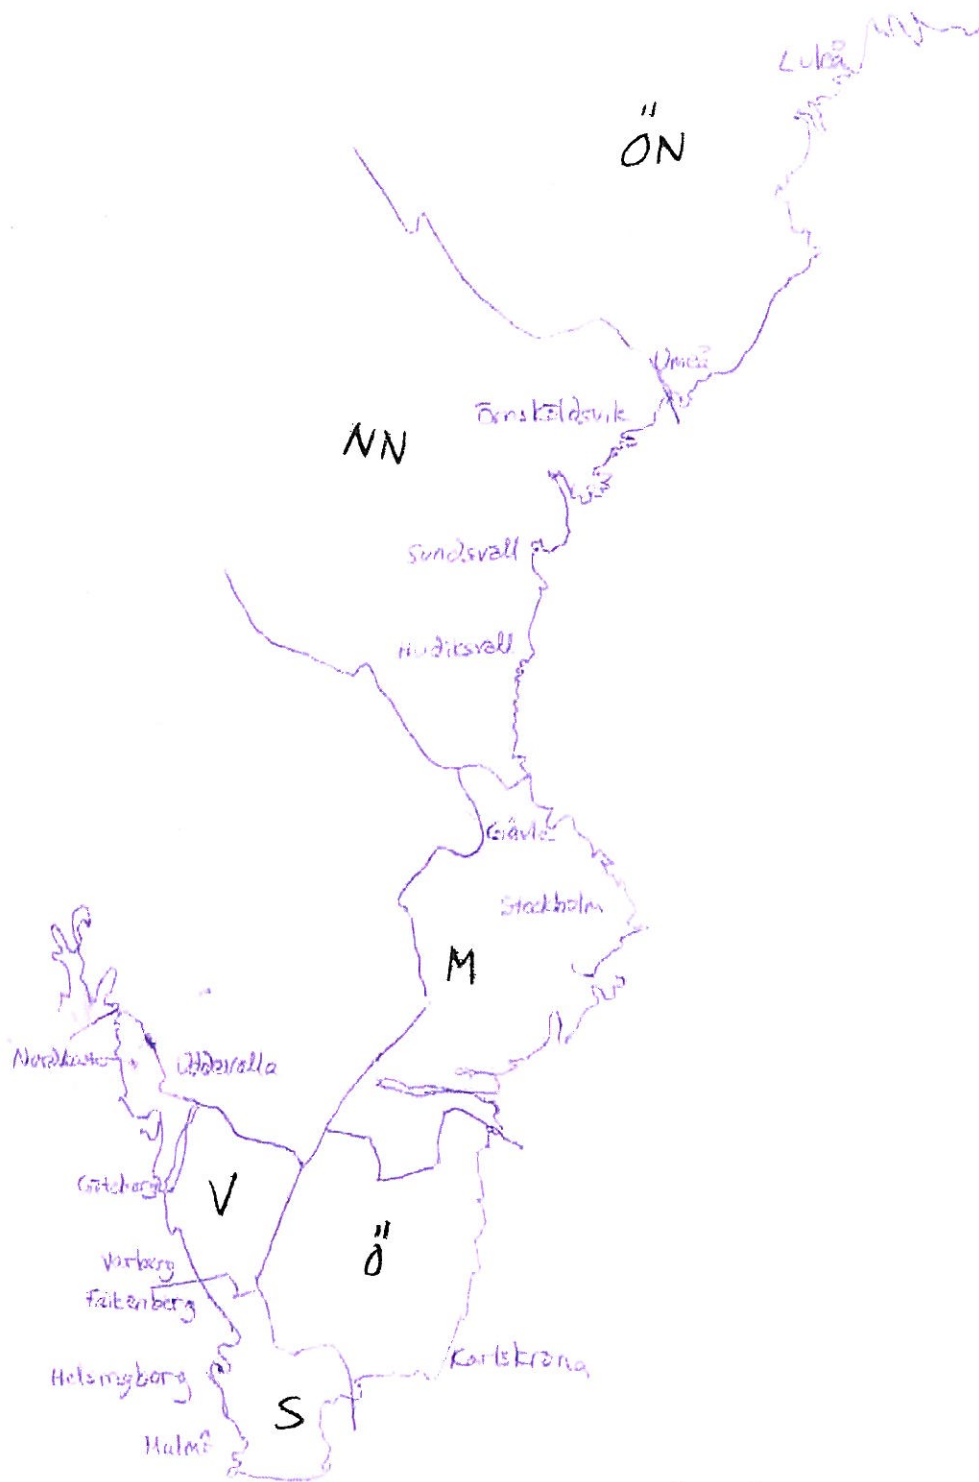 Luleå
ÖN
Umeå
Örnsköldsvik
NN
Sundsvall
Hudiksvall
Gävle
Stockholm
M
Uddevalla
Göteborg
V
Ö
Varberg
Falkenberg
Karlskrona
Helsingborg
S
Malmö